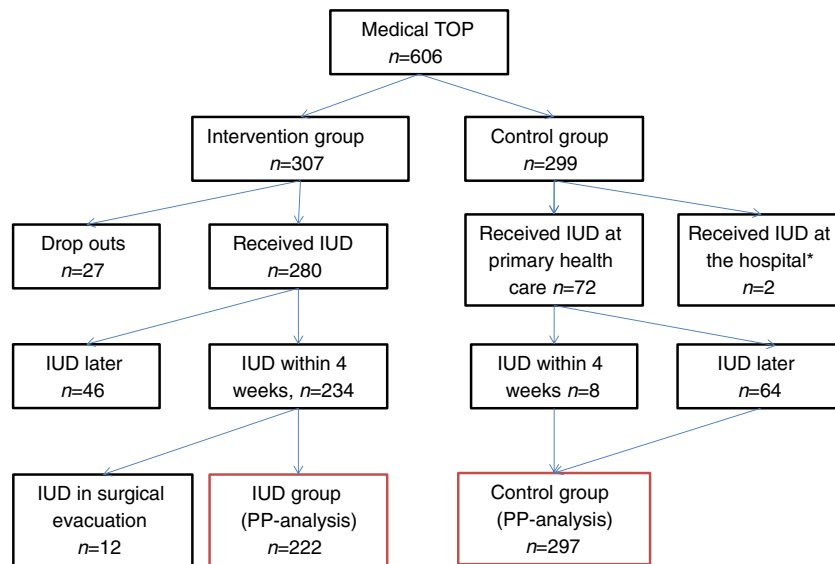 Medical TOP
n=606
Intervention group
n=307
Control group
n=299
Drop outs
n=27
Received IUD
n=280
Received IUD at
primary health
care n=72
Received IUD at
the hospital*
n=2
IUD later
n=46
IUD within 4
weeks, n=234
IUD within 4
weeks n=8
IUD later
n=64
IUD in surgical
evacuation
n=12
IUD group
(PP-analysis)
n=222
Control group
(PP-analysis)
n=297